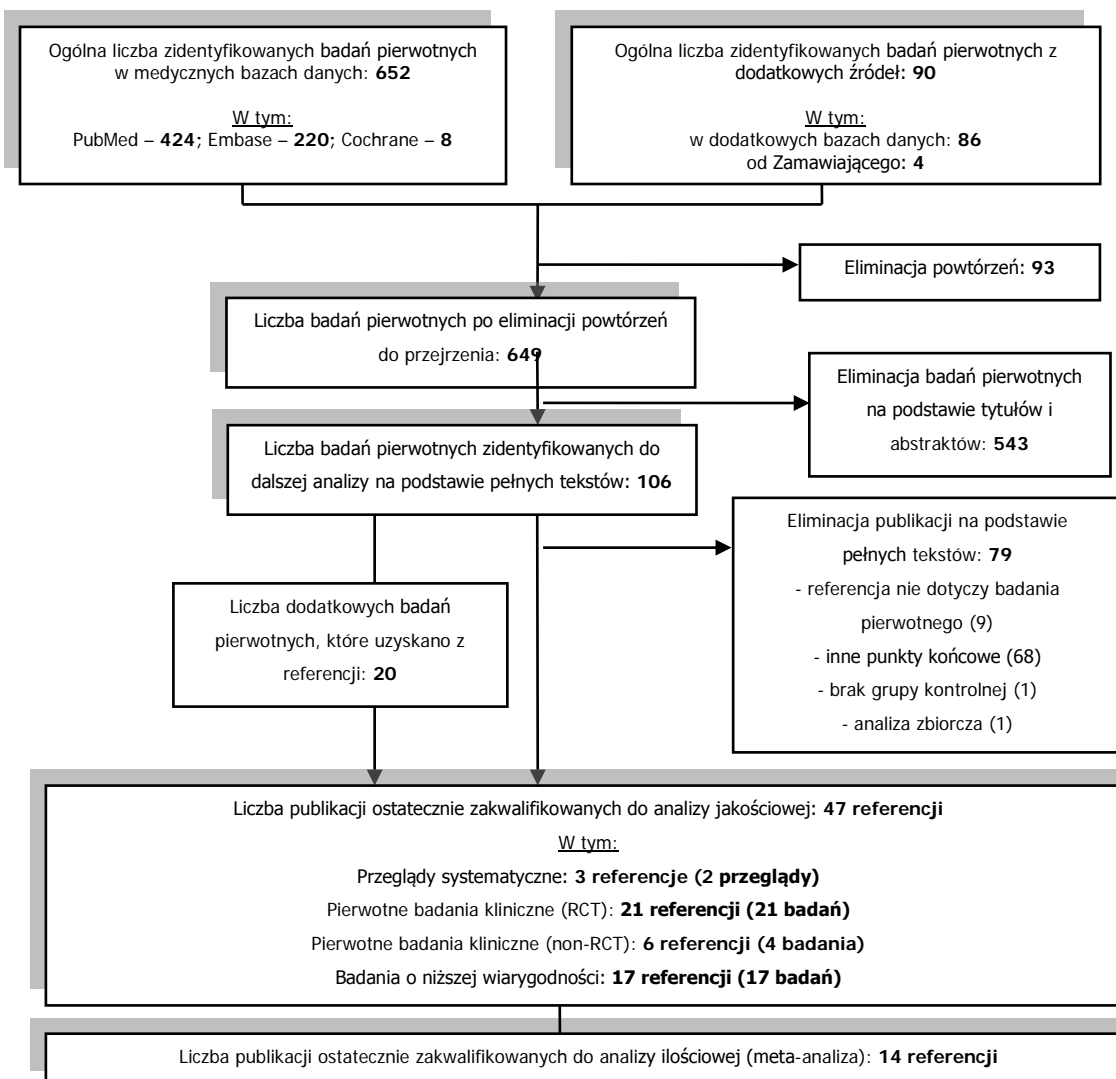 Ogólna liczba zidentyfikowanych badań pierwotnych
w medycznych bazach danych: 652
W tym:
PubMed – 424; Embase – 220; Cochrane – 8
Ogólna liczba zidentyfikowanych badań pierwotnych z
dodatkowych źródeł: 90
W tym:
w dodatkowych bazach danych: 86
od Zamawiającego: 4
Eliminacja powtórzeń: 93
Liczba badań pierwotnych po eliminacji powtórzeń
do przejrzenia: 649
Eliminacja badań pierwotnych
na podstawie tytułów i
abstraktów: 543
Liczba badań pierwotnych zidentyfikowanych do
dalszej analizy na podstawie pełnych tekstów: 106
Eliminacja publikacji na podstawie
pełnych tekstów: 79
- referencja nie dotyczy badania
pierwotnego (9)
- inne punkty końcowe (68)
- brak grupy kontrolnej (1)
- analiza zbiorcza (1)
Liczba dodatkowych badań
pierwotnych, które uzyskano z
referencji: 20
Liczba publikacji ostatecznie zakwalifikowanych do analizy jakościowej: 47 referencji
W tym:
Przeglądy systematyczne: 3 referencje (2 przeglądy)
Pierwotne badania kliniczne (RCT): 21 referencji (21 badań)
Pierwotne badania kliniczne (non-RCT): 6 referencji (4 badania)
Badania o niższej wiarygodności: 17 referencji (17 badań)
Liczba publikacji ostatecznie zakwalifikowanych do analizy ilościowej (meta-analiza): 14 referencji